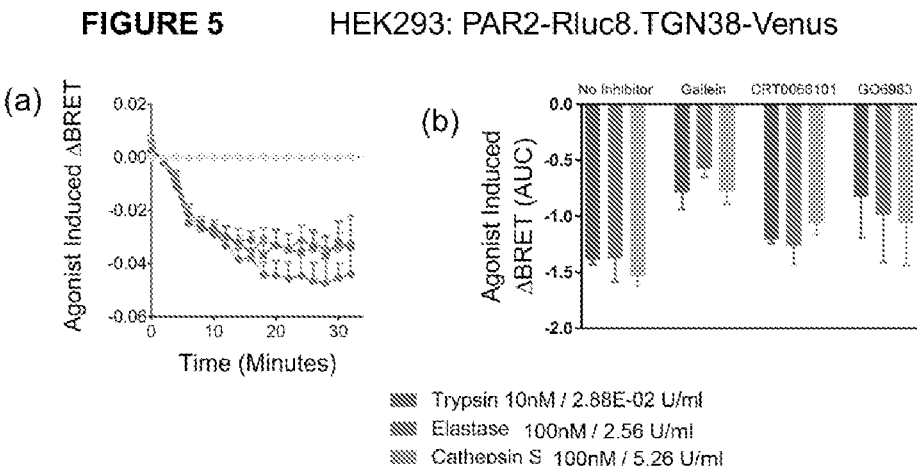 FIGURE 5 HEK293: PAR2-Rluc8.TGN38-Venus
(a)
Agonist Induced ΔBRET
0.02
0.00
-0.02
-0.04
-0.06
0 10 20 30
Time (Minutes)
(b)
No Inhibitor Gallein CRT0066101 GO6983
Agonist Induced
ΔBRET (AUC)
0.0
-0.5
-1.0
-1.5
-2.0
Trypsin 10nM / 2.88E-02 U/ml
Elastase 100nM / 2.56 U/ml
Cathepsin S 100nM / 5.26 U/ml